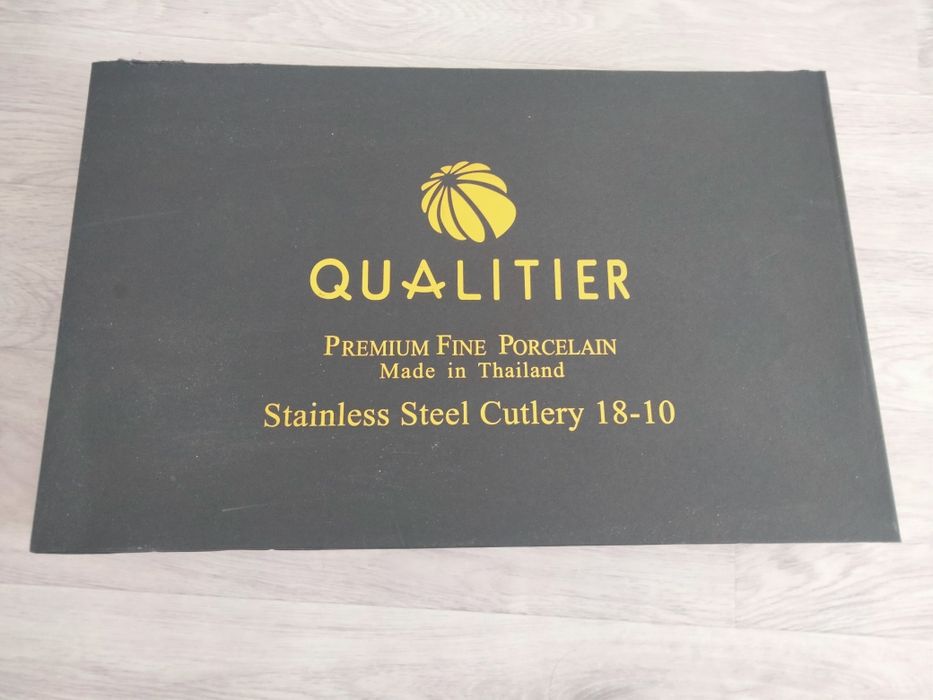 QUALITIER
PREMIUM FINE PORCELAIN
Made in Thailand
Stainless Steel Cutlery 18-10